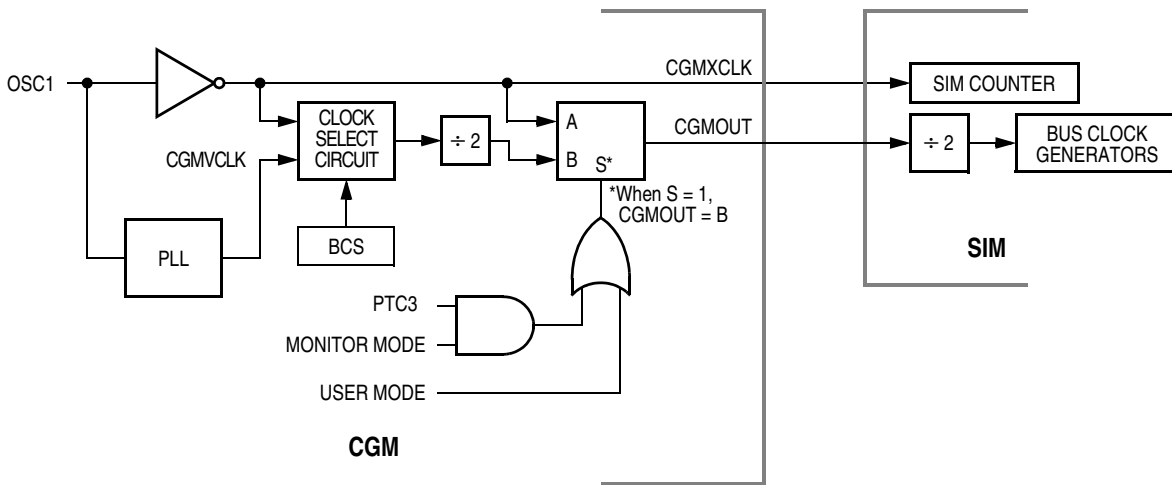 OSC1
CGMXCLK
SIM COUNTER
CLOCK
SELECT
CIRCUIT
÷ 2
A
B
S*
CGMOUT
÷ 2
BUS CLOCK
GENERATORS
CGMVCLK
*When S = 1,
CGMOUT = B
PLL
BCS
SIM
PTC3
MONITOR MODE
USER MODE
CGM